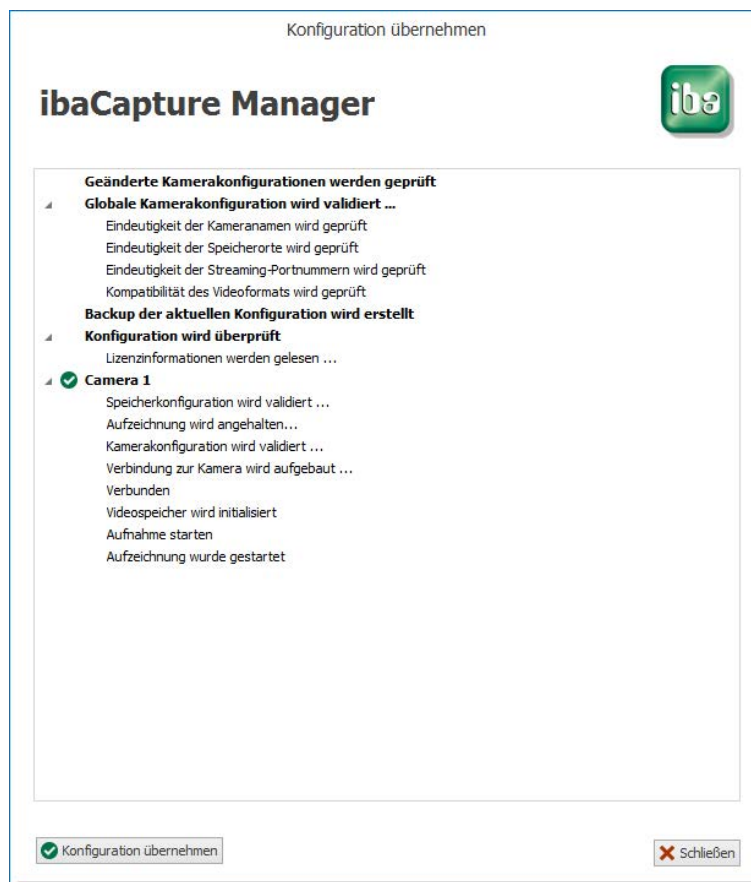 Konfiguration übernehmen
ibaCapture Manager
iba
Geänderte Kamerakonfigurationen werden geprüft
Globale Kamerakonfiguration wird validiert ...
Eindeutigkeit der Kameranamen wird geprüft
Eindeutigkeit der Speicherorte wird geprüft
Eindeutigkeit der Streaming-Portnummern wird geprüft
Kompatibilität des Videoformats wird geprüft
Backup der aktuellen Konfiguration wird erstellt
Konfiguration wird überprüft
Lizenzinformationen werden gelesen ...
Camera 1
Speicherkonfiguration wird validiert ...
Aufzeichnung wird angehalten...
Kamerakonfiguration wird validiert ...
Verbindung zur Kamera wird aufgebaut ...
Verbunden
Videospeicher wird initialisiert
Aufnahme starten
Aufzeichnung wurde gestartet
Konfiguration übernehmen
Schließen